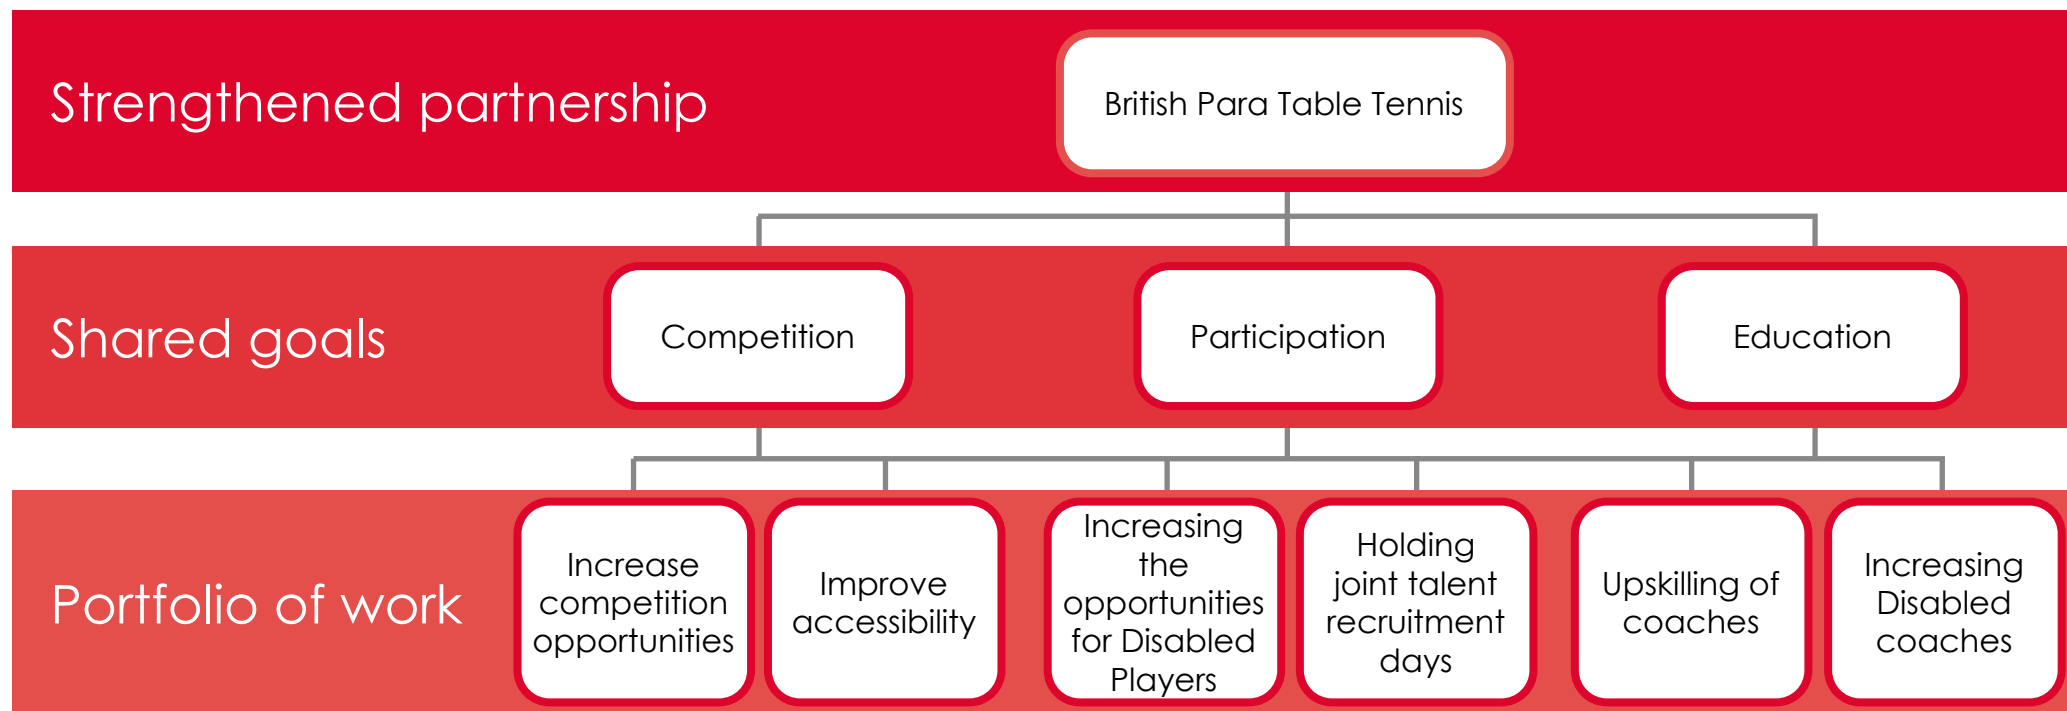 Strengthened partnership
British Para Table Tennis
Shared goals
Competition
Participation
Education
Portfolio of work
Increase
competition
opportunities
Improve
accessibility
Increasing
the
opportunities
for Disabled
Players
Holding
joint talent
recruitment
days
Upskilling of
coaches
Increasing
Disabled
coaches